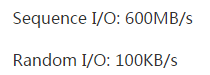 Sequence I/O: 600MB/s
Random I/O: 100KB/s